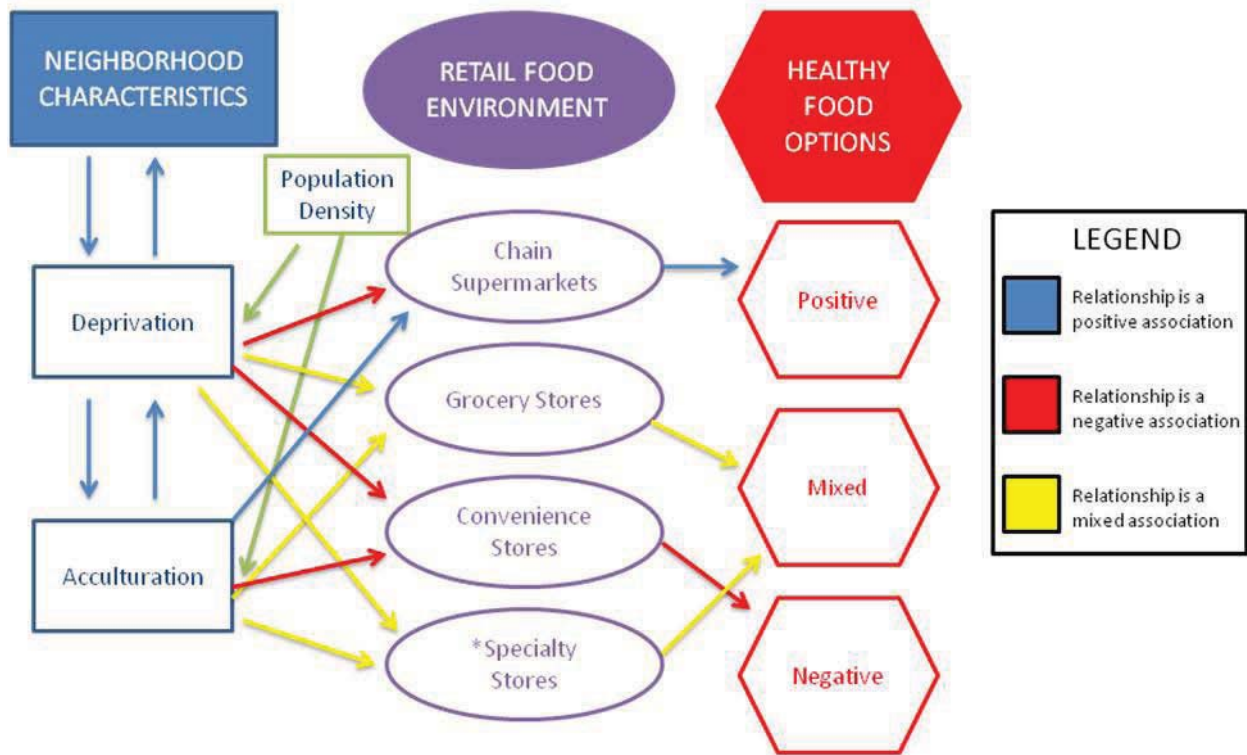 NEIGHBORHOOD
CHARACTERISTICS
RETAIL FOOD
ENVIRONMENT
HEALTHY
FOOD
OPTIONS
Population
Density
Deprivation
Acculturation
Chain
Supermarkets
Grocery Stores
Convenience
Stores
*Specialty
Stores
Positive
Mixed
Negative
LEGEND
Relationship is a
positive association
Relationship is a
negative association
Relationship is a
mixed association